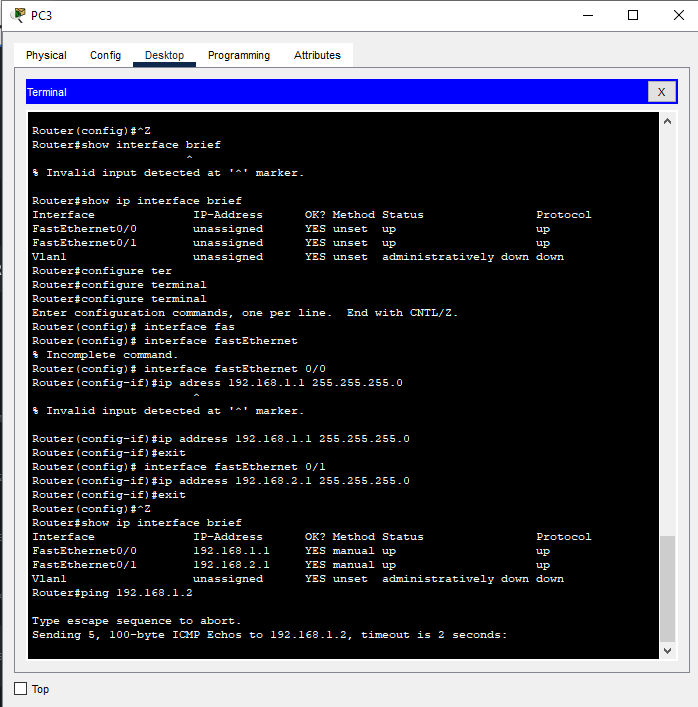 PC3
Physical Config Desktop Programming Attributes
Terminal X
Router(config)#^Z
Router#show interface brief
^
% Invalid input detected at '^' marker.
Router#show ip interface brief
Interface IP-Address OK? Method Status Protocol
FastEthernet0/0 unassigned YES unset up up
FastEthernet0/1 unassigned YES unset up up
Vlan1 unassigned YES unset administratively down down
Router#configure ter
Router#configure terminal
Router#configure terminal
Enter configuration commands, one per line. End with CNTL/Z.
Router(config)# interface fas
Router(config)# interface fastEthernet
% Incomplete command.
Router(config)# interface fastEthernet 0/0
Router(config-if)#ip adress 192.168.1.1 255.255.255.0
^
% Invalid input detected at '^' marker.
Router(config-if)#ip address 192.168.1.1 255.255.255.0
Router(config-if)#exit
Router(config)# interface fastEthernet 0/1
Router(config-if)#ip address 192.168.2.1 255.255.255.0
Router(config-if)#exit
Router(config)#^Z
Router#show ip interface brief
Interface IP-Address OK? Method Status Protocol
FastEthernet0/0 192.168.1.1 YES manual up up
FastEthernet0/1 192.168.2.1 YES manual up up
Vlan1 unassigned YES unset administratively down down
Router#ping 192.168.1.2
Type escape sequence to abort.
Sending 5, 100-byte ICMP Echos to 192.168.1.2, timeout is 2 seconds:
Top